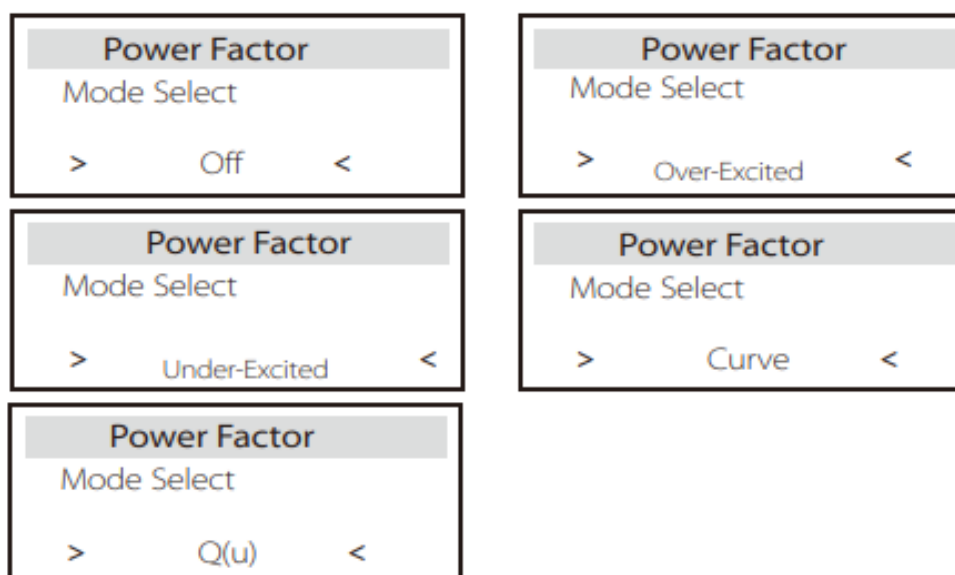 Power Factor
Mode Select
> Off <
Power Factor
Mode Select
> Over-Excited <
Power Factor
Mode Select
> Under-Excited <
Power Factor
Mode Select
> Curve <
Power Factor
Mode Select
> Q(u) <